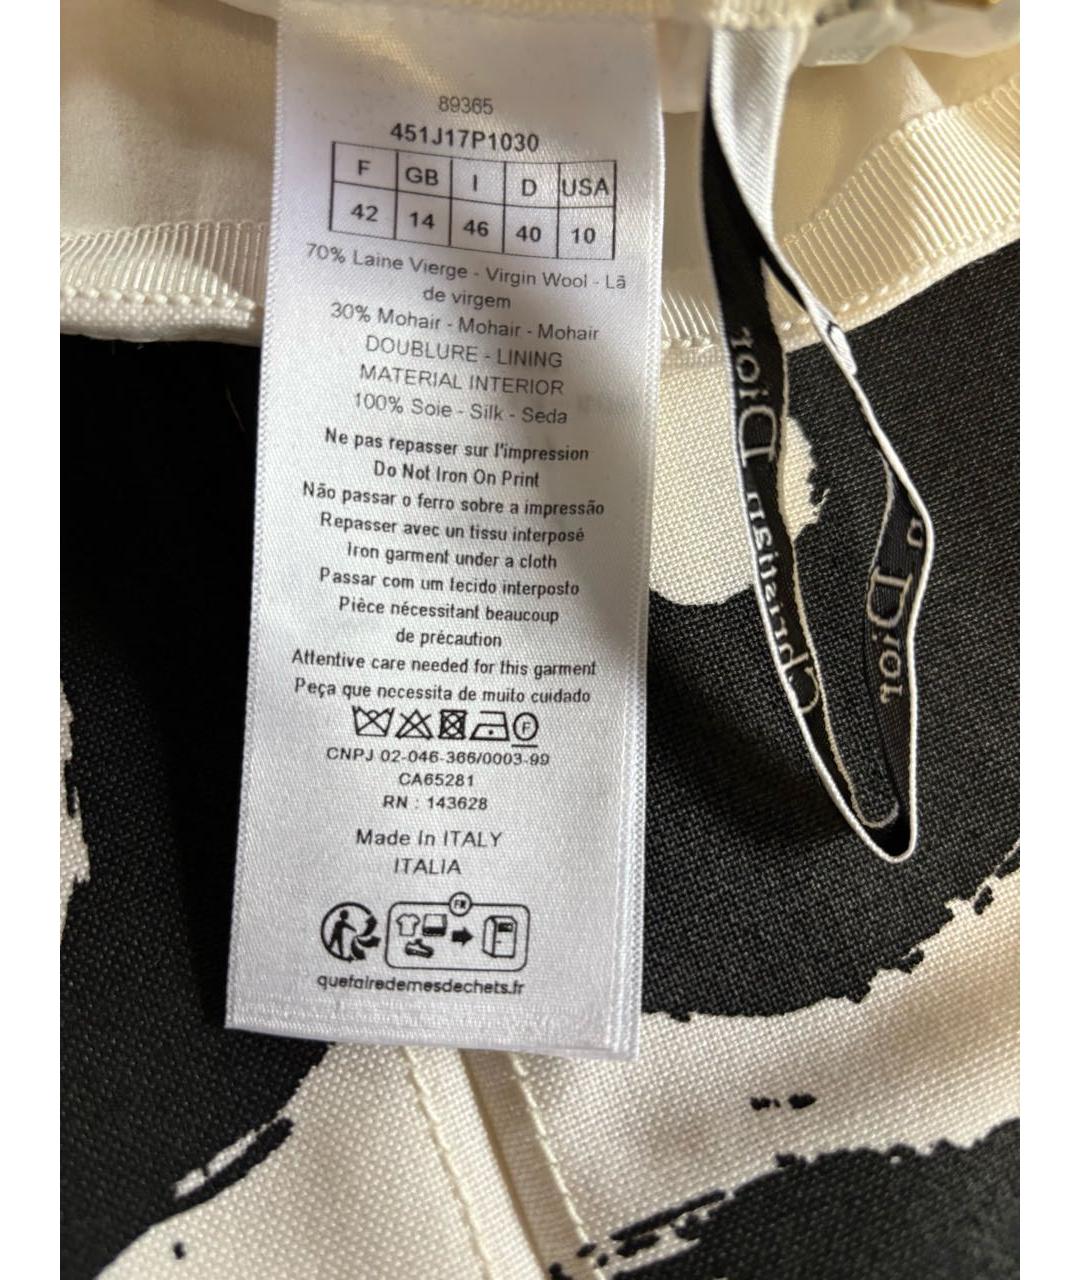 89365
451J17P1030
F GB I D USA
42 14 46 40 10
70% Laine Vierge - Virgin Wool - Lã
de virgem
30% Mohair - Mohair - Mohair
DOUBLURE - LINING
MATERIAL INTERIOR
100% Soie - Silk - Seda
Ne pas repasser sur l'impression
Do Not Iron On Print
Não passar o ferro sobre a impressão
Repasser avec un tissu interposé
Iron garment under a cloth
Passar com um tecido interposto
Pièce nécessitant beaucoup
de précaution
Attentive care needed for this garment
Peça que necessita de muito cuidado
F
CNPJ 02-046-366/0003-99
CA65281
RN : 143628
Made In ITALY
ITALIA
FR
quefairedemesdechets.fr
Christian Dior
n Dior